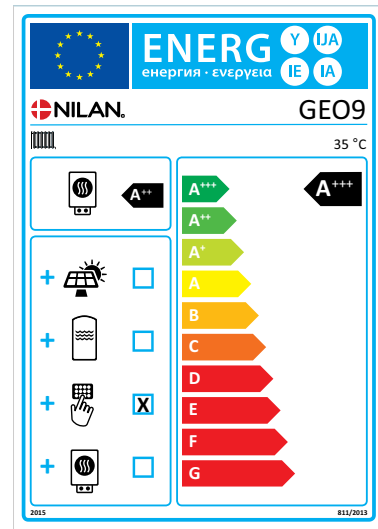 ENERG Y IJA
енергия · ενεργεια IE IA
NILAN® GEO9
35 °C
A++
A+++ A+++
A++
A+
A
B
C
D
E
F
G
X
2015 811/2013